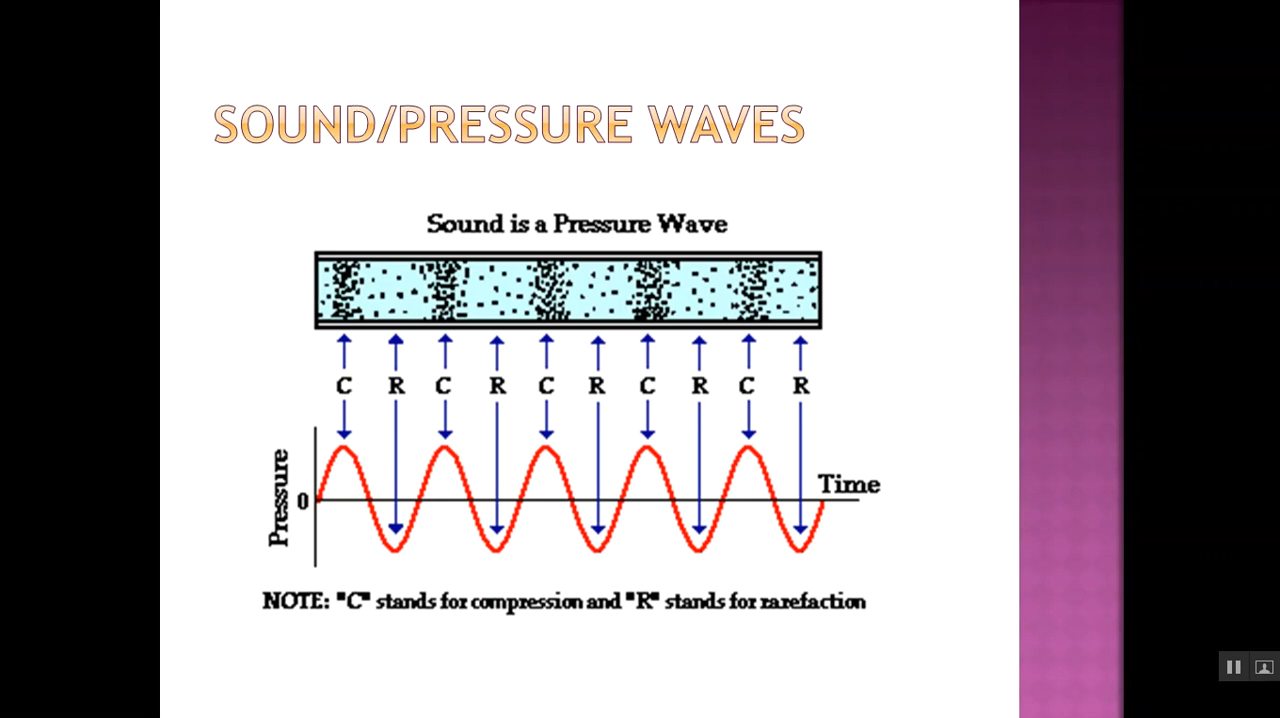 SOUND/PRESSURE WAVES
Sound is a Pressure Wave
C R C R C R C R C R
Pressure
0
Time
NOTE: "C" stands for compression and "R" stands for rarefaction